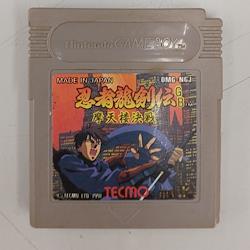 Nintendo GAME BOY
MADE IN JAPAN
DMG-NGJ
忍者龍剣伝GB
摩天楼決戦
© TECMO LTD 1991
TECMO